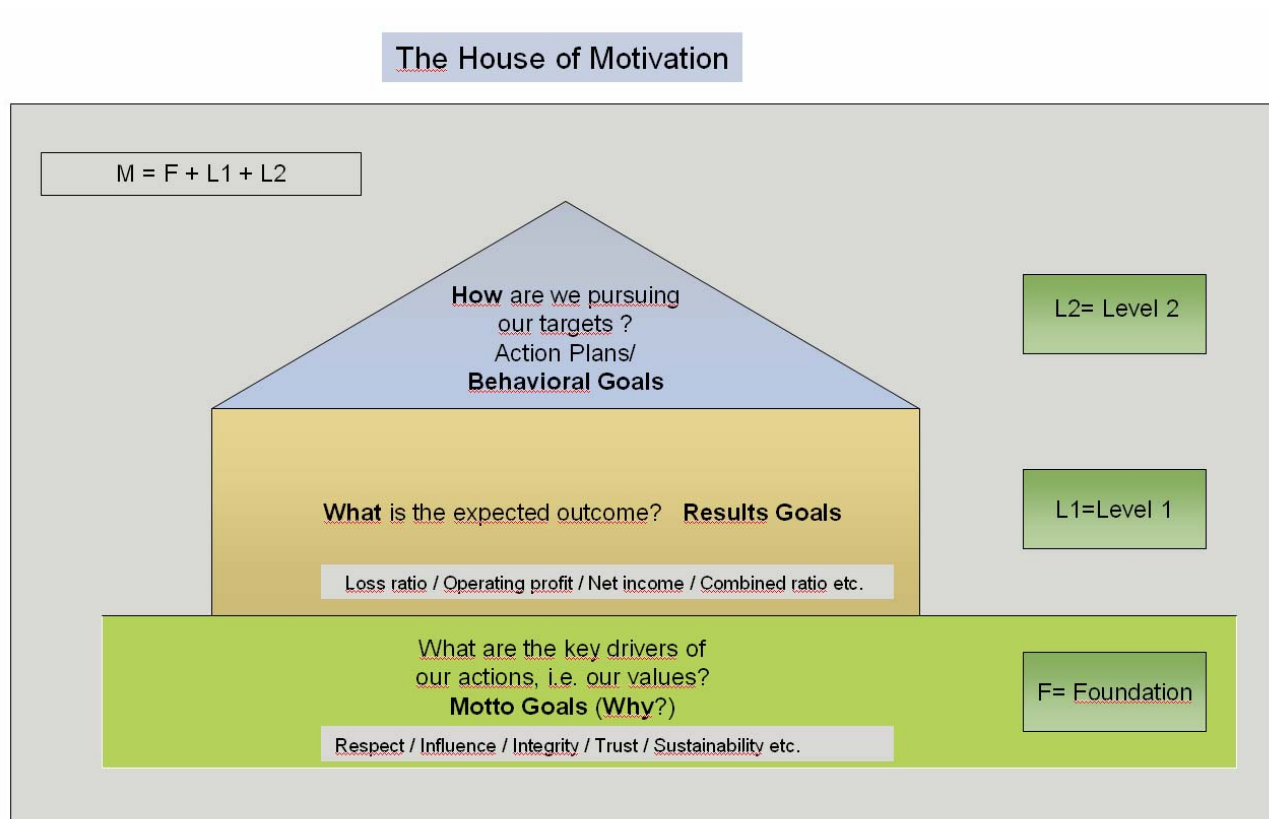 The House of Motivation
M = F + L1 + L2
How are we pursuing
our targets ?
Action Plans/
Behavioral Goals
L2= Level 2
What is the expected outcome? Results Goals
L1=Level 1
Loss ratio / Operating profit / Net income / Combined ratio etc.
What are the key drivers of
our actions, i.e. our values?
Motto Goals (Why?)
F= Foundation
Respect / Influence / Integrity / Trust / Sustainability etc.